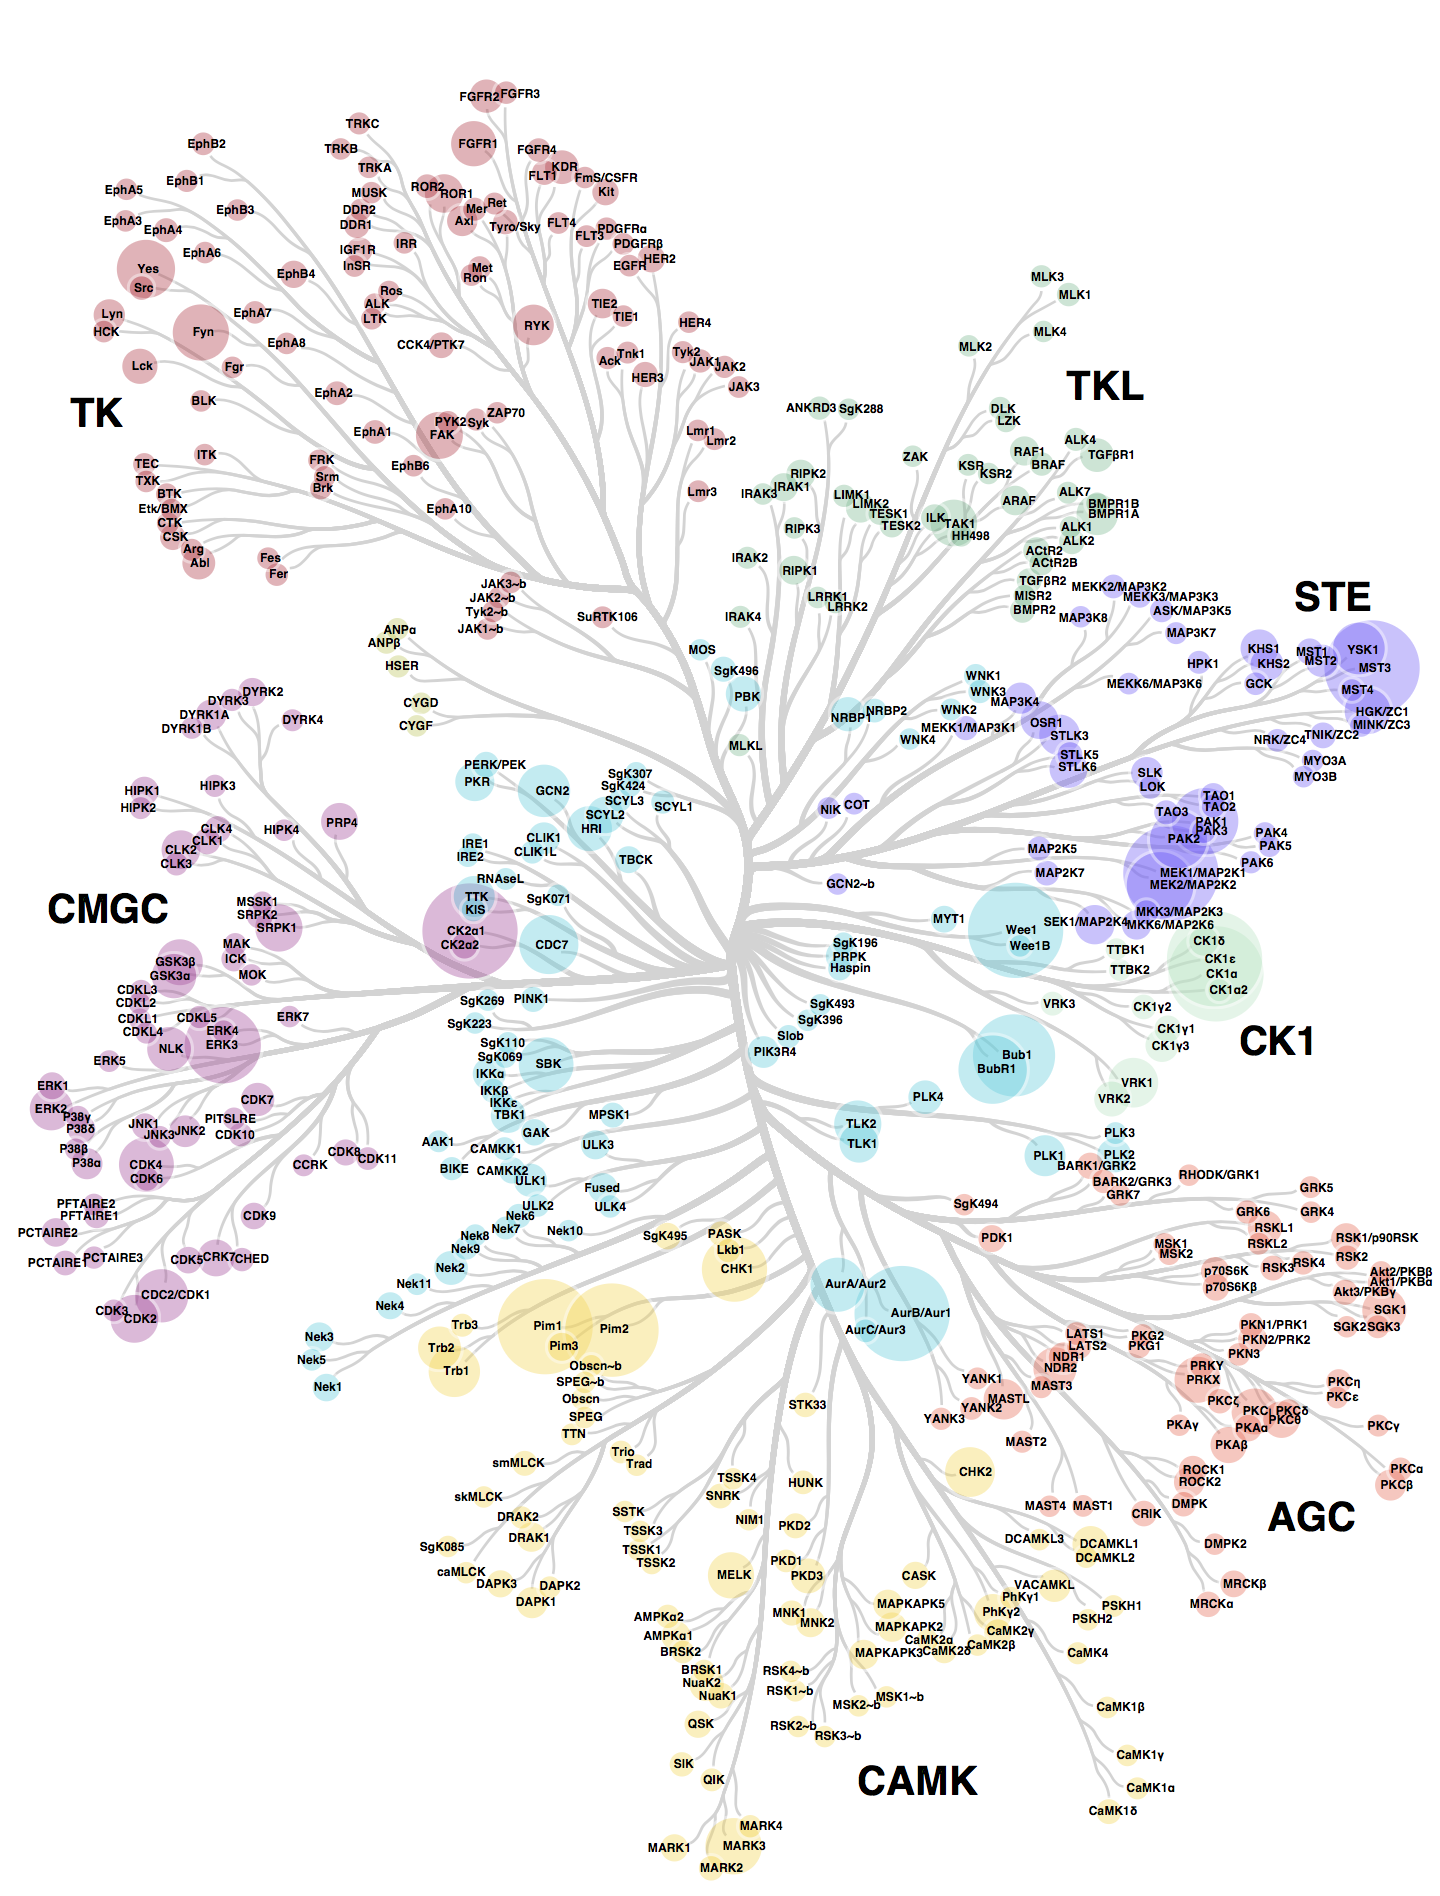 FGFR2
FGFR3
TRKC
FGFR1
EphB2
TRKB
FGFR4
TRKA
KDR
FLT1
FmS/CSFR
EphB1
EphA5
MUSK
ROR2
ROR1
Kit
DDR2
Mer
Ret
EphB3
EphA3
DDR1
Axl
Tyro/Sky
FLT4
EphA4
FLT3
PDGFRα
PDGFRβ
IGF1R
IRR
EphA6
HER2
InSR
EGFR
Yes
Met
Ron
EphB4
Src
Ros
ALK
TIE2
TIE1
LTK
Lyn
EphA7
RYK
HER4
HCK
Fyn
EphA8
CCK4/PTK7
Ack
Tnk1
Tyk2
JAK1
JAK2
Lck
Fgr
HER3
JAK3
EphA2
BLK
TK
PYK2
Syk
ZAP70
FAK
EphA1
Lmr1
Lmr2
ITK
TEC
FRK
EphB6
TXK
Srm
Brk
BTK
Lmr3
Etk/BMX
EphA10
CTK
CSK
Arg
Abl
Fes
Fer
JAK3~b
JAK2~b
Tyk2~b
JAK1~b
SuRTK106
MLK3
MLK1
MLK4
MLK2
TKL
ANKRD3
SgK288
DLK
LZK
ALK4
TGFβR1
ZAK
RAF1
BRAF
KSR
KSR2
RIPK2
IRAK1
IRAK3
LIMK1
LIMK2
ALK7
ARAF
BMPR1B
BMPR1A
TESK1
TESK2
ILK
TAK1
HH498
RIPK3
ALK1
ALK2
IRAK2
ACtR2
ACtR2B
RIPK1
TGFβR2
MISR2
BMPR2
LRRK1
LRRK2
IRAK4
MLKL
MEKK2/MAP3K2
MEKK3/MAP3K3
ASK/MAP3K5
STE
MAP3K8
MAP3K7
KHS1
KHS2
MST1
MST2
YSK1
MST3
HPK1
GCK
MEKK6/MAP3K6
MST4
HGK/ZC1
MINK/ZC3
TNIK/ZC2
NRK/ZC4
MYO3A
MYO3B
WNK1
WNK3
MAP3K4
WNK2
OSR1
STLK3
MEKK1/MAP3K1
WNK4
STLK5
STLK6
NRBP1
NRBP2
SLK
LOK
TAO1
TAO2
TAO3
PAK1
PAK3
PAK2
PAK4
PAK5
PAK6
NIK
COT
MAP2K5
MAP2K7
MEK1/MAP2K1
MEK2/MAP2K2
GCN2~b
MKK3/MAP2K3
SEK1/MAP2K4
MKK6/MAP2K6
MOS
SgK496
PBK
ANPα
ANPβ
HSER
CYGD
CYGF
DYRK2
DYRK3
DYRK1A
DYRK1B
DYRK4
HIPK1
HIPK3
HIPK2
CLK4
CLK1
HIPK4
PRP4
CLK2
CLK3
CMGC
PERK/PEK
PKR
GCN2
SgK307
SgK424
SCYL3
SCYL1
SCYL2
HRI
IRE1
IRE2
CLIK1
CLIK1L
TBCK
RNAseL
TTK
KIS
SgK071
CK2α1
CK2α2
CDC7
MSSK1
SRPK2
SRPK1
MAK
ICK
MOK
GSK3β
GSK3α
CDKL3
CDKL2
CDKL1
CDKL5
CDKL4
ERK7
ERK4
ERK3
NLK
ERK5
ERK1
ERK2
P38γ
P38δ
P38β
P38α
JNK1
JNK3
JNK2
CDK7
PITSLRE
CDK10
CDK4
CDK6
CDK8
CDK11
CCRK
PFTAIRE2
PFTAIRE1
PCTAIRE2
CDK9
PCTAIRE1
PCTAIRE3
CDK5
CRK7
CHED
CDC2/CDK1
CDK3
CDK2
MYT1
Wee1
Wee1B
SgK196
PRPK
Haspin
TTBK1
TTBK2
CK1δ
CK1ε
CK1α
CK1α2
VRK3
CK1γ2
CK1γ1
CK1γ3
CK1
VRK1
VRK2
SgK493
SgK396
Slob
PIK3R4
Bub1
BubR1
SgK269
PINK1
SgK223
SgK110
SgK069
SBK
IKKα
IKKβ
IKKε
TBK1
MPSK1
GAK
AAK1
CAMKK1
ULK3
BIKE
CAMKK2
ULK1
Fused
ULK2
ULK4
Nek6
Nek7
Nek10
Nek8
Nek9
Nek2
Nek11
Nek4
Nek3
Nek5
Nek1
PLK4
TLK2
TLK1
PLK3
PLK1
PLK2
BARK1/GRK2
BARK2/GRK3
GRK7
RHODK/GRK1
GRK5
GRK6
GRK4
SgK494
RSKL1
RSKL2
PDK1
MSK1
MSK2
RSK1/p90RSK
RSK2
RSK3
RSK4
p70S6K
p70S6Kβ
Akt2/PKBβ
Akt1/PKBα
Akt3/PKBγ
SGK1
SGK2
SGK3
PKN1/PRK1
PKN2/PRK2
PKN3
LATS1
LATS2
NDR1
NDR2
PKG2
PKG1
PRKY
PRKX
YANK1
MAST3
MASTL
YANK2
YANK3
PKCη
PKCε
PKCζ
PKCδ
PKCθ
PKCγ
PKAγ
PKAα
PKAβ
MAST2
ROCK1
ROCK2
PKCα
PKCβ
MAST4
MAST1
DMPK
CRIK
AGC
DMPK2
MRCKβ
MRCKα
AurA/Aur2
AurB/Aur1
AurC/Aur3
SgK495
PASK
Lkb1
CHK1
Trb3
Trb2
Trb1
Pim1
Pim2
Pim3
Obscn~b
SPEG~b
Obscn
SPEG
TTN
STK33
smMLCK
Trio
Trad
skMLCK
TSSK4
SNRK
HUNK
CHK2
DRAK2
DRAK1
SSTK
NIM1
PKD2
TSSK3
TSSK1
TSSK2
SgK085
caMLCK
DAPK3
DAPK2
DAPK1
PKD1
PKD3
MELK
CASK
DCAMKL3
DCAMKL1
DCAMKL2
VACAMKL
PhKγ1
PhKγ2
PSKH1
PSKH2
MAPKAPK5
MNK1
MNK2
MAPKAPK2
CaMK2γ
CaMK2α
CaMK2β
CaMK2δ
MAPKAPK3
CaMK4
AMPKα2
AMPKα1
BRSK2
BRSK1
NuaK2
NuaK1
RSK4~b
RSK1~b
MSK2~b
MSK1~b
RSK2~b
RSK3~b
CaMK1β
QSK
CaMK1γ
SIK
QIK
CAMK
CaMK1α
CaMK1δ
MARK4
MARK1
MARK3
MARK2